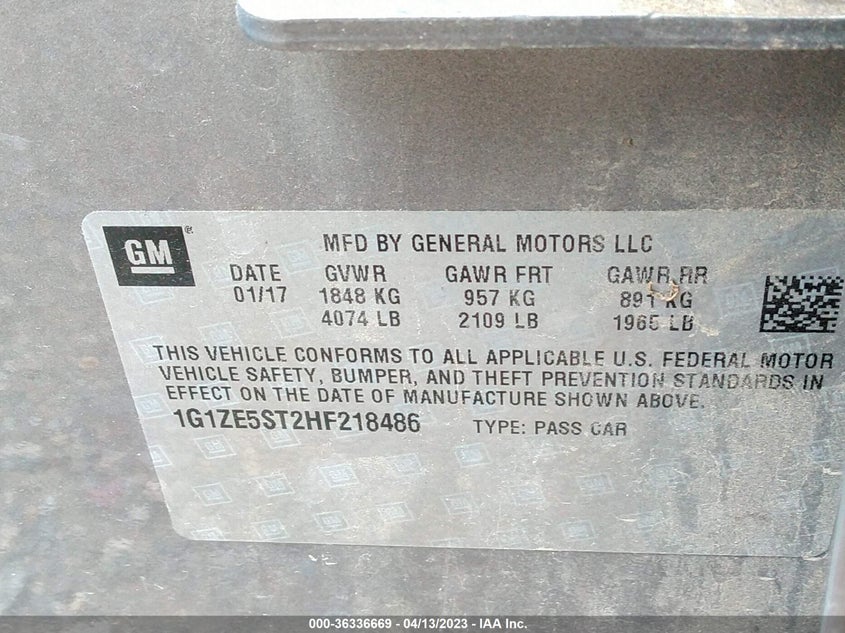 GM ®
MFD BY GENERAL MOTORS LLC
DATE GVWR GAWR FRT GAWR RR
01/17 1848 KG 957 KG 891 KG
4074 LB 2109 LB 1965 LB
THIS VEHICLE CONFORMS TO ALL APPLICABLE U.S. FEDERAL MOTOR
VEHICLE SAFETY, BUMPER, AND THEFT PREVENTION STANDARDS IN
EFFECT ON THE DATE OF MANUFACTURE SHOWN ABOVE.
1G1ZE5ST2HF218486 TYPE: PASS CAR
000-36336669 - 04/13/2023 - IAA Inc.